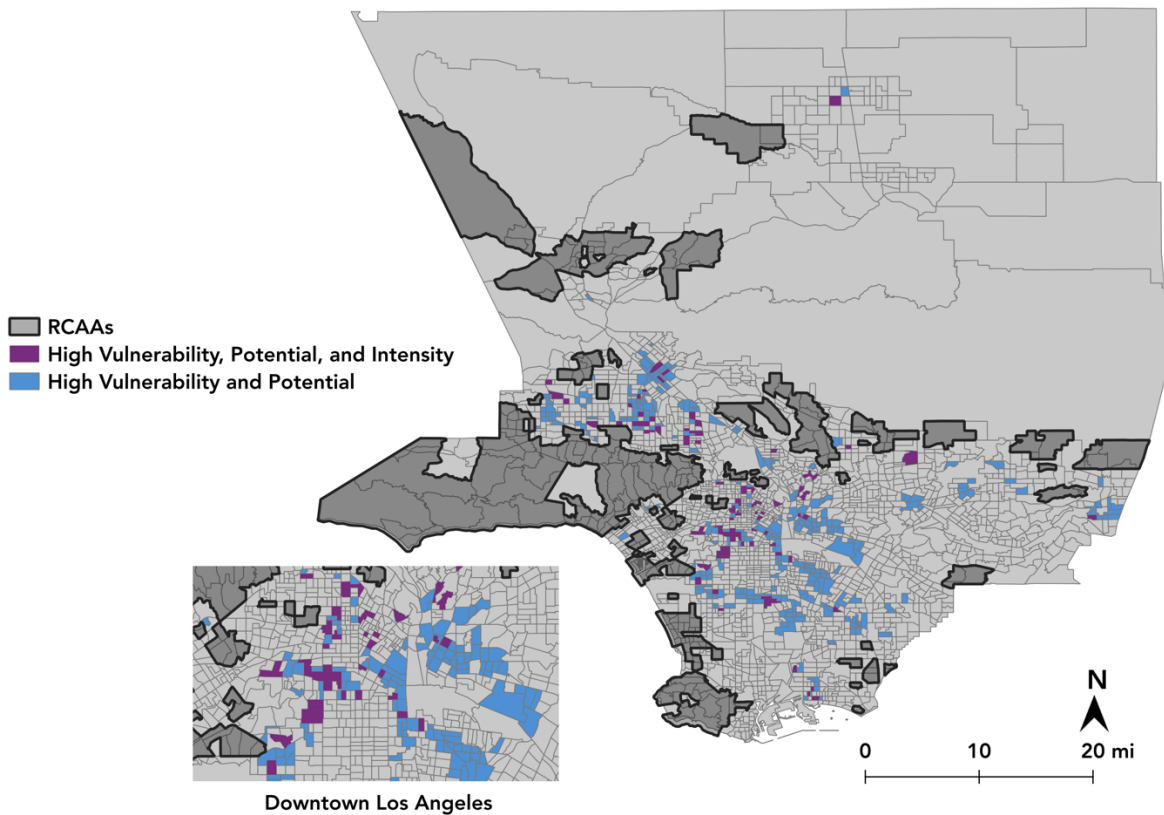 RCAAs
High Vulnerability, Potential, and Intensity
High Vulnerability and Potential
N
0 10 20 mi
Downtown Los Angeles